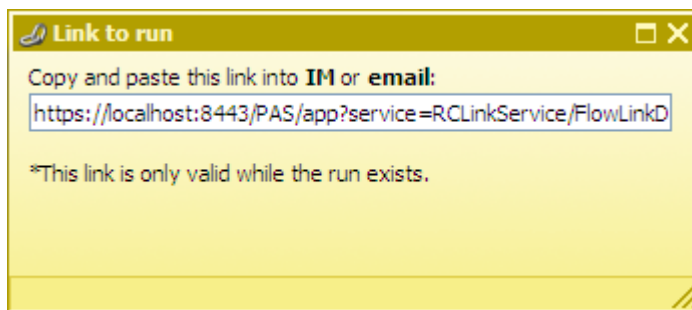 Link to run
Copy and paste this link into IM or email:
https://localhost:8443/PAS/app?service=RCLinkService/FlowLinkD
*This link is only valid while the run exists.